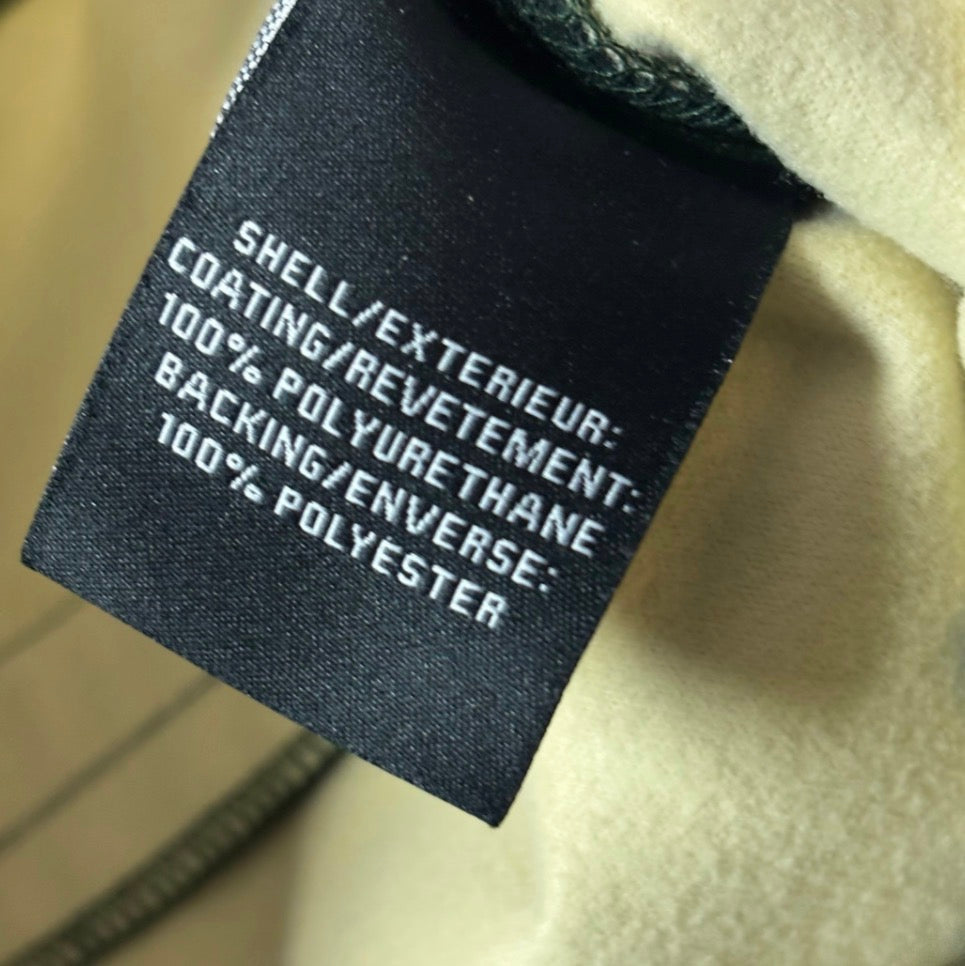 SHELL/EXTERIEUR:
COATING/REVETEMENT:
100% POLYURETHANE
BACKING/ENVERSE:
100% POLYESTER